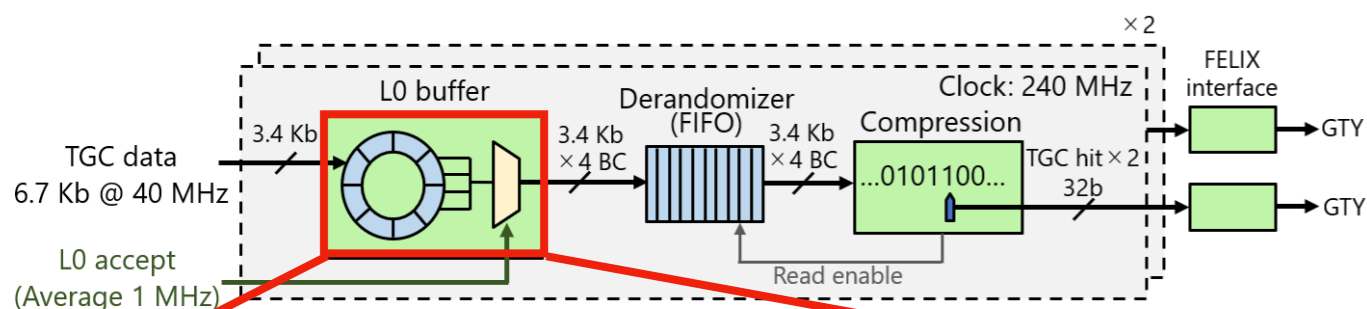 ×2
L0 buffer
Derandomizer
(FIFO)
Clock: 240 MHz
FELIX
interface
Compression
TGC data
6.7 Kb @ 40 MHz
3.4 Kb
3.4 Kb
×4 BC
3.4 Kb
×4 BC
...0101100...
TGC hit×2
32b
GTY
GTY
L0 accept
(Average 1 MHz)
Read enable